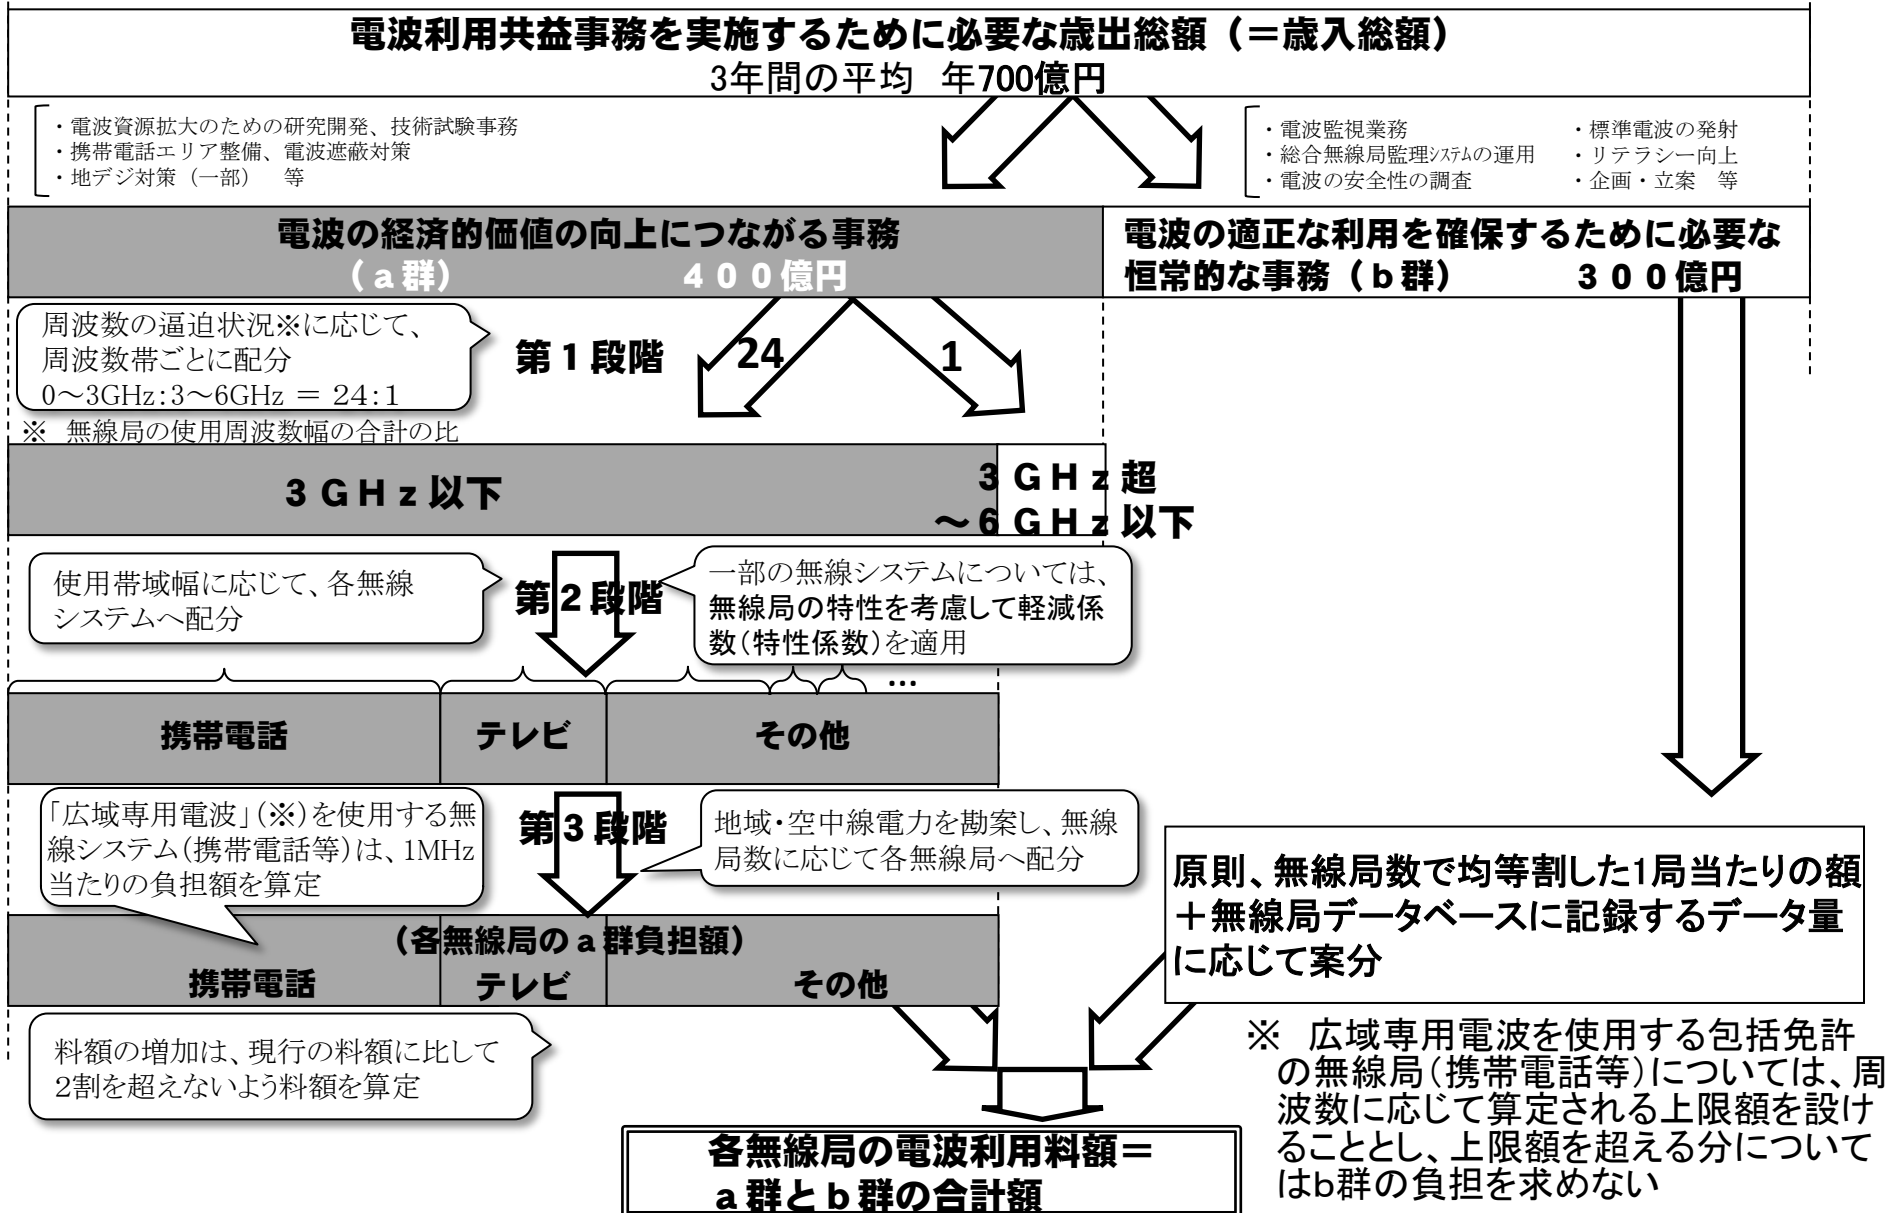 電波利用共益事務を実施するために必要な歳出総額（＝歳入総額）
3年間の平均　年700億円
・電波資源拡大のための研究開発、技術試験事務
・携帯電話エリア整備、電波遮蔽対策
・地デジ対策（一部）　等
・電波監視業務
・総合無線局監理ｼｽﾃﾑの運用
・電波の安全性の調査
・標準電波の発射
・リテラシー向上
・企画・立案　等
電波の経済的価値の向上につながる事務
（ａ群）　４００億円
電波の適正な利用を確保するために必要な
恒常的な事務（ｂ群）　３００億円
周波数の逼迫状況※に応じて、
周波数帯ごとに配分
0～3GHz：3～6GHz ＝ 24：1
※　無線局の使用周波数幅の合計の比
第１段階
24
1
３ＧＨｚ以下
３ＧＨｚ超
～６ＧＨｚ以下
使用帯域幅に応じて、各無線
システムへ配分
第２段階
一部の無線システムについては、
無線局の特性を考慮して軽減係
数（特性係数）を適用
…
携帯電話
テレビ
その他
「広域専用電波」（※）を使用する無
線システム（携帯電話等）は、1MHz
当たりの負担額を算定
第３段階
地域・空中線電力を勘案し、無線
局数に応じて各無線局へ配分
原則、無線局数で均等割した1局当たりの額
＋無線局データベースに記録するデータ量
に応じて案分
（各無線局のａ群負担額）
携帯電話
テレビ
その他
料額の増加は、現行の料額に比して
２割を超えないよう料額を算定
※　広域専用電波を使用する包括免許
の無線局（携帯電話等）については、周
波数に応じて算定される上限額を設け
ることとし、上限額を超える分について
はb群の負担を求めない
各無線局の電波利用料額＝
ａ群とｂ群の合計額